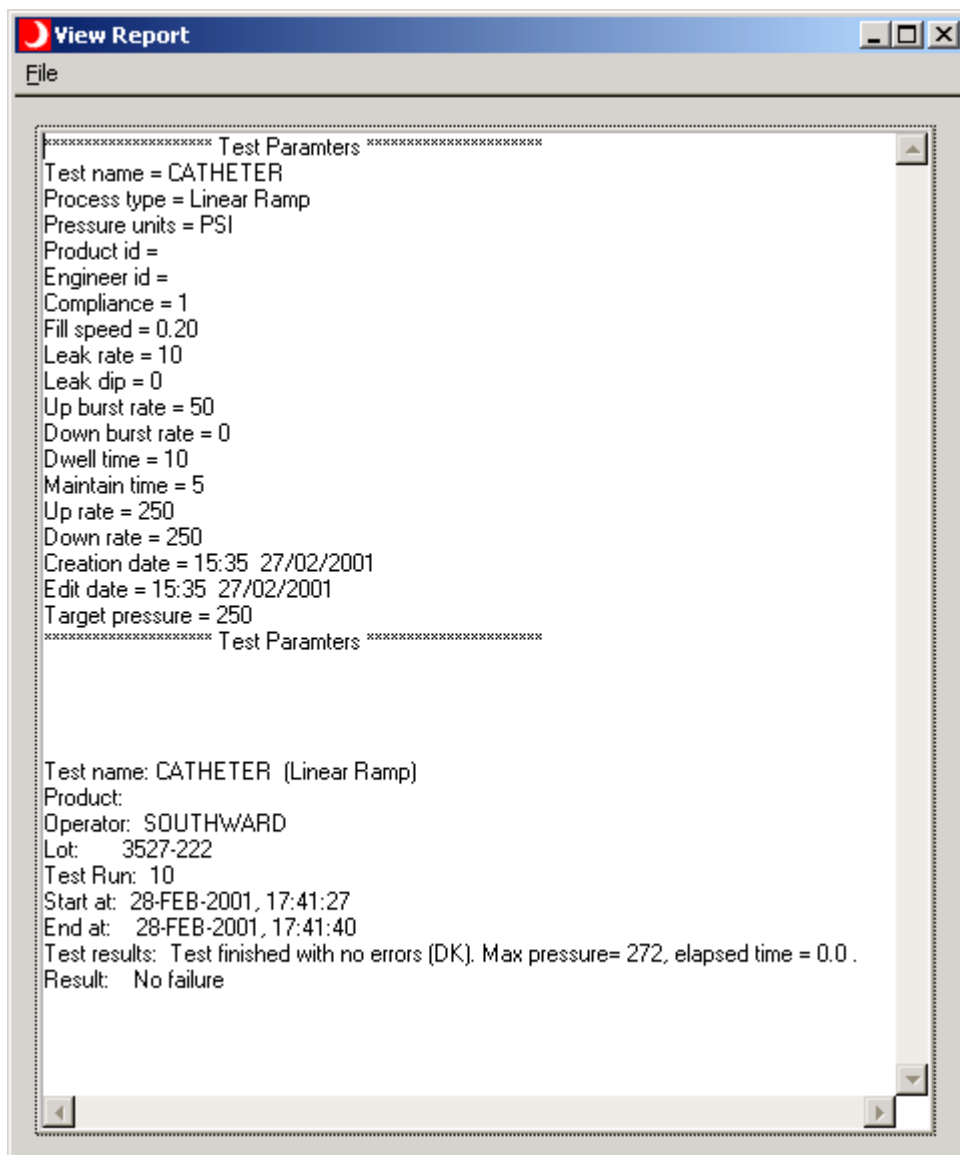 View Report
File
********************* Test Paramters **********************
Test name = CATHETER
Process type = Linear Ramp
Pressure units = PSI
Product id =
Engineer id =
Compliance = 1
Fill speed = 0.20
Leak rate = 10
Leak dip = 0
Up burst rate = 50
Down burst rate = 0
Dwell time = 10
Maintain time = 5
Up rate = 250
Down rate = 250
Creation date = 15:35  27/02/2001
Edit date = 15:35  27/02/2001
Target pressure = 250
********************* Test Paramters **********************
Test name: CATHETER  (Linear Ramp)
Product:
Operator:  SOUTHWARD
Lot:      3527-222
Test Run:  10
Start at:  28-FEB-2001, 17:41:27
End at:   28-FEB-2001, 17:41:40
Test results:  Test finished with no errors (OK). Max pressure= 272, elapsed time = 0.0 .
Result:    No failure